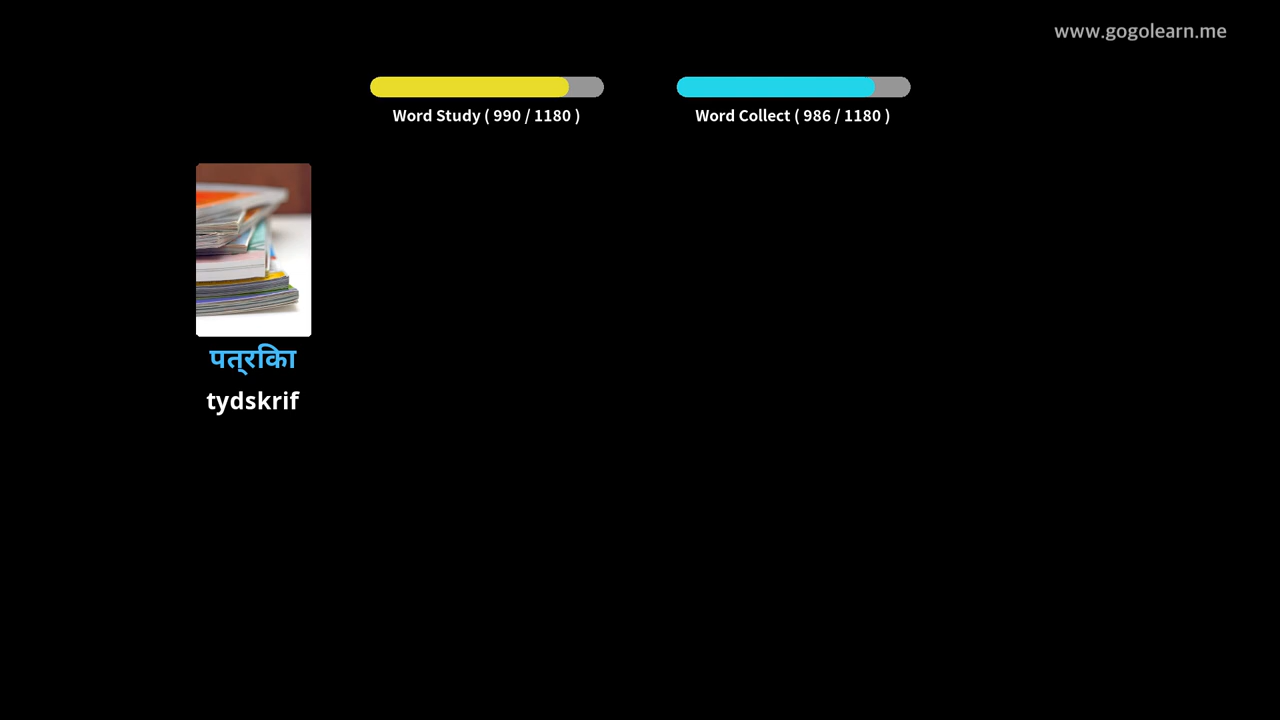 www.gogolearn.me
Word Study ( 990 / 1180 )
Word Collect ( 986 / 1180 )
पत्रिका
tydskrif